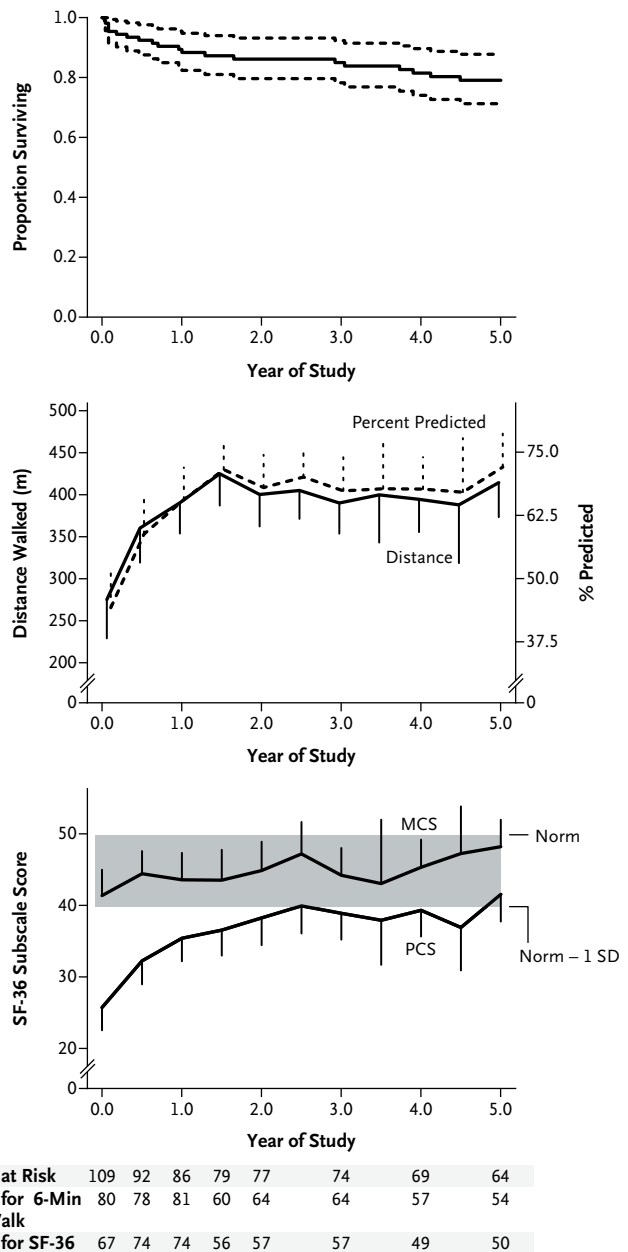 1.0
0.8
0.6
0.4
0.2
0.0
Proportion Surviving
0.0 1.0 2.0 3.0 4.0 5.0
Year of Study
500
450
400
350
300
250
200
0
Distance Walked (m)
Percent Predicted
Distance
75.0
62.5
50.0
37.5
0
% Predicted
0.0 1.0 2.0 3.0 4.0 5.0
Year of Study
50
40
30
20
0
SF-36 Subscale Score
MCS
PCS
Norm
Norm – 1 SD
0.0 1.0 2.0 3.0 4.0 5.0
Year of Study
at Risk 109 92 86 79 77 74 69 64
for 6-Min 80 78 81 60 64 64 57 54
alk
for SF-36 67 74 74 56 57 57 49 50